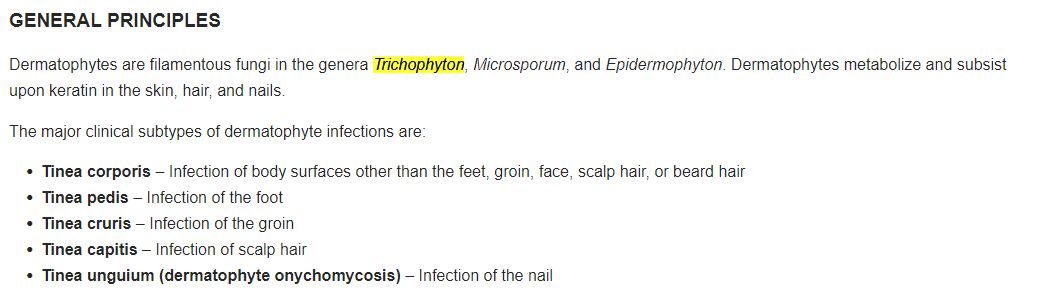 GENERAL PRINCIPLES
Dermatophytes are filamentous fungi in the genera Trichophyton, Microsporum, and Epidermophyton. Dermatophytes metabolize and subsist
upon keratin in the skin, hair, and nails.
The major clinical subtypes of dermatophyte infections are:
• Tinea corporis – Infection of body surfaces other than the feet, groin, face, scalp hair, or beard hair
• Tinea pedis – Infection of the foot
• Tinea cruris – Infection of the groin
• Tinea capitis – Infection of scalp hair
• Tinea unguium (dermatophyte onychomycosis) – Infection of the nail